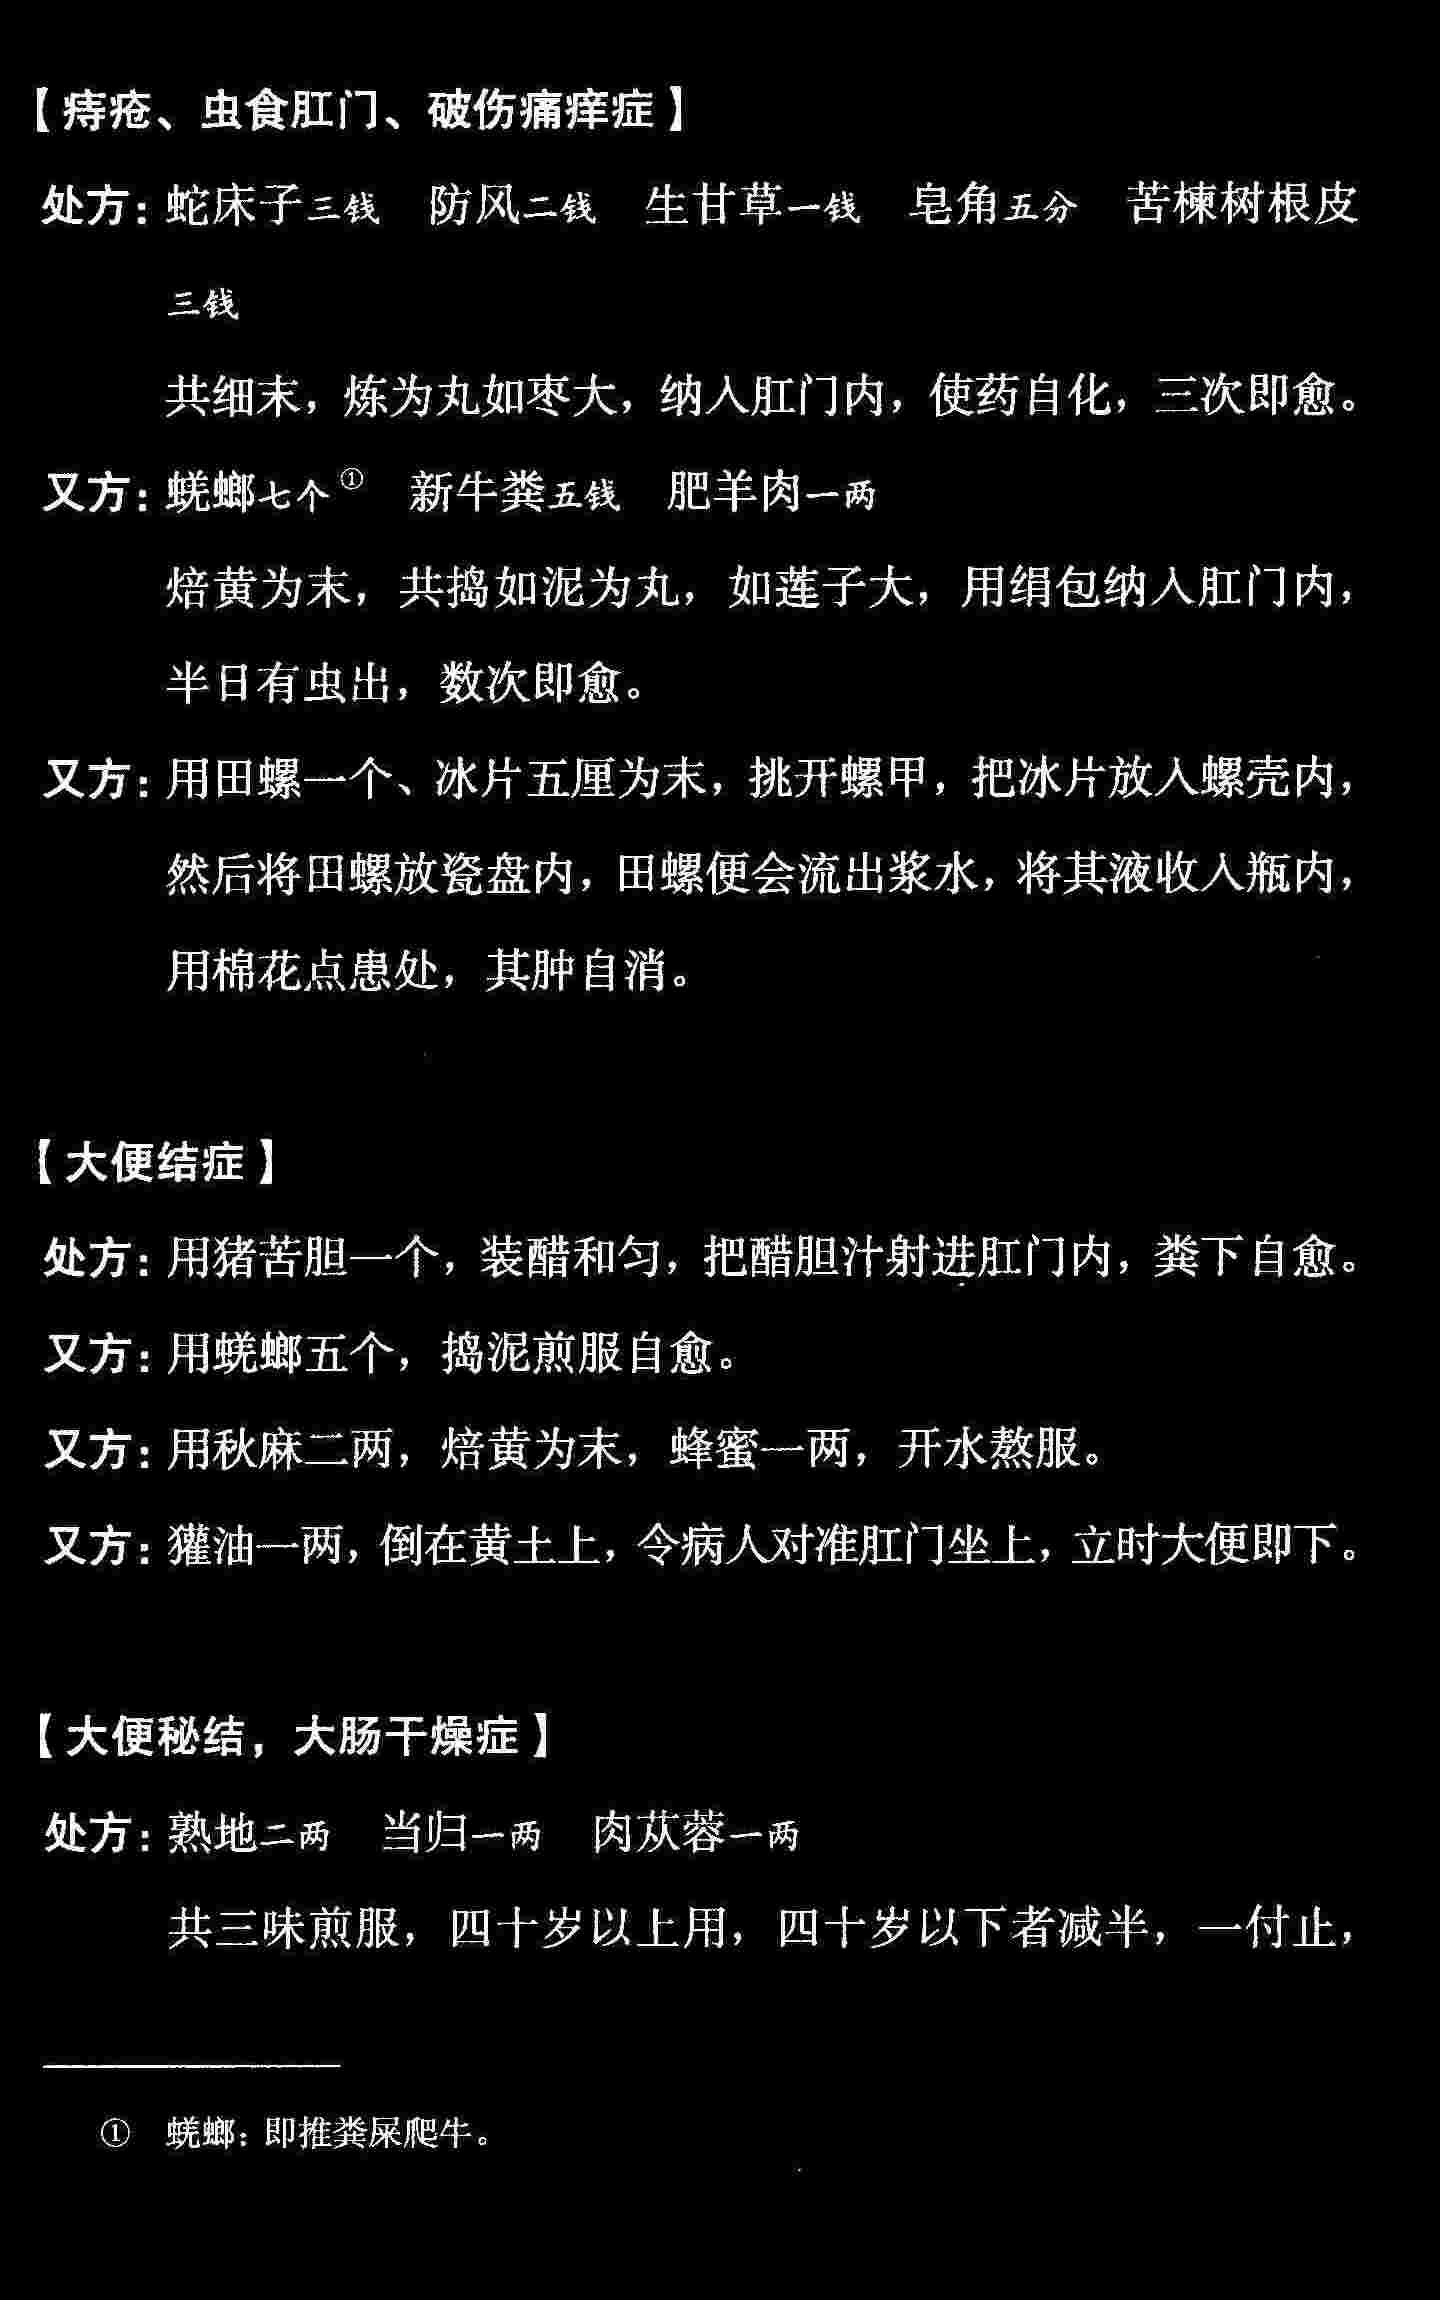 【痔疮、虫食肛门、破伤痛痒症】
处方：蛇床子三钱　防风二钱　生甘草一钱　皂角五分　苦楝树根皮
三钱
共细末，炼为丸如枣大，纳入肛门内，使药自化，三次即愈。
又方：蜣螂七个①　新牛粪五钱　肥羊肉一两
焙黄为末，共捣如泥为丸，如莲子大，用绢包纳入肛门内，
半日有虫出，数次即愈。
又方：用田螺一个、冰片五厘为末，挑开螺甲，把冰片放入螺壳内，
然后将田螺放瓷盘内，田螺便会流出浆水，将其液收入瓶内，
用棉花点患处，其肿自消。
【大便结症】
处方：用猪苦胆一个，装醋和匀，把醋胆汁射进肛门内，粪下自愈。
又方：用蜣螂五个，捣泥煎服自愈。
又方：用秋麻二两，焙黄为末，蜂蜜一两，开水熬服。
又方：獾油一两，倒在黄土上，令病人对准肛门坐上，立时大便即下。
【大便秘结，大肠干燥症】
处方：熟地二两　当归一两　肉苁蓉一两
共三味煎服，四十岁以上用，四十岁以下者减半，一付止，
①　蜣螂：即推粪屎爬牛。